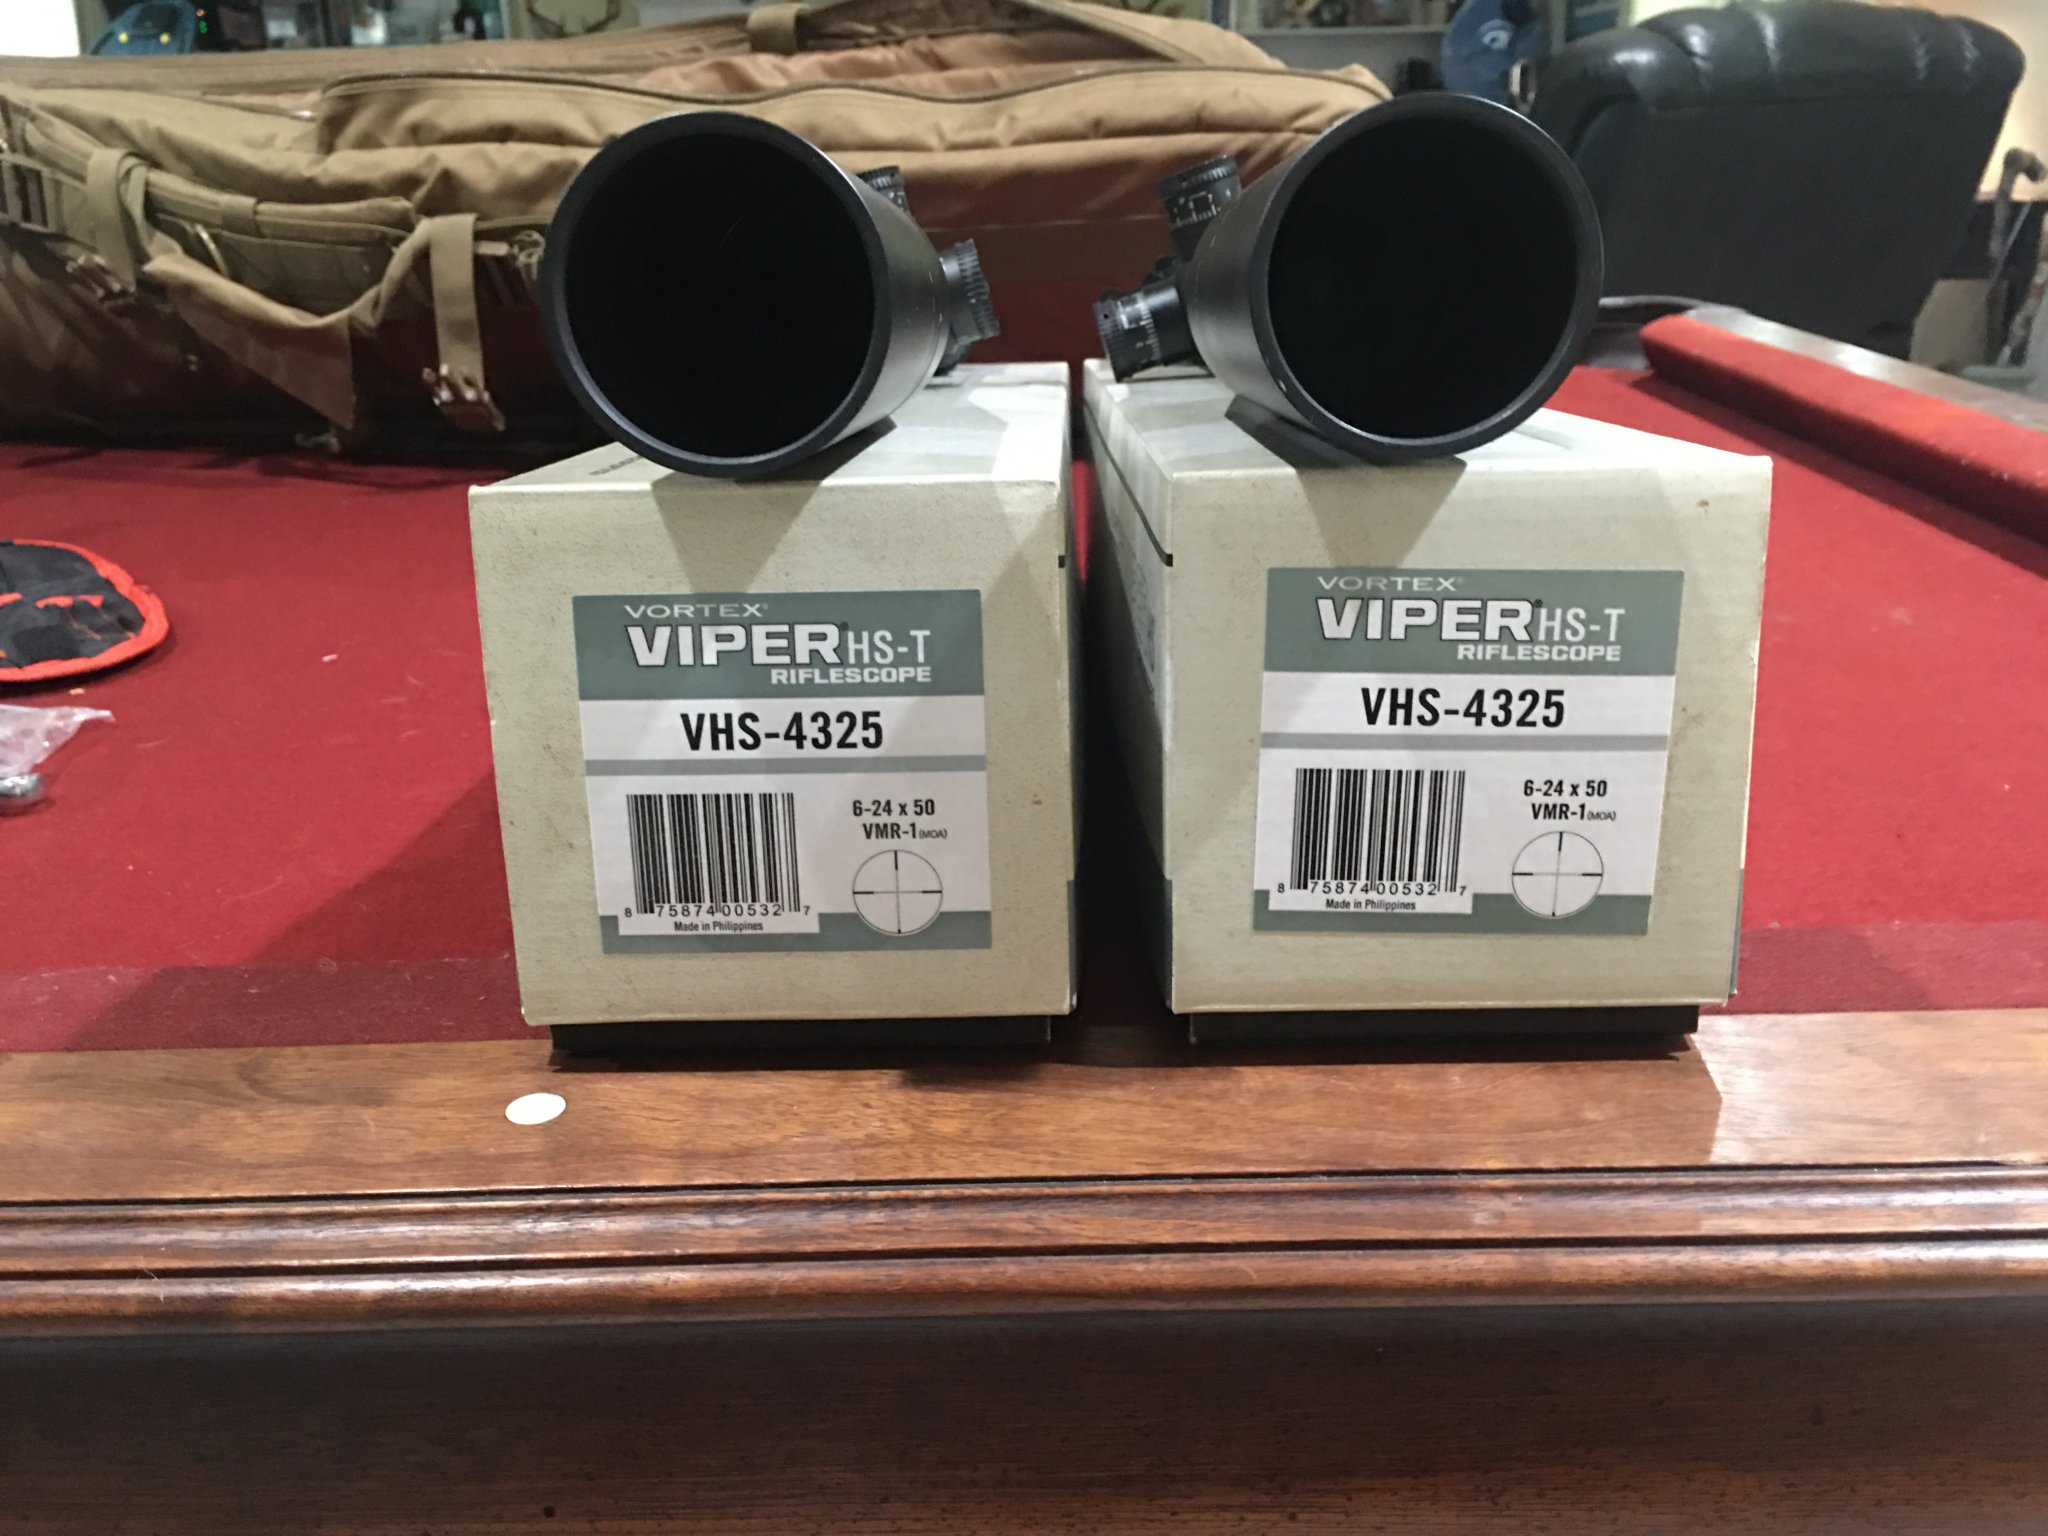 VORTEX®
VIPER® HS-T
RIFLESCOPE
VHS-4325
6-24 x 50
VMR-1 (MOA)
8 75874 00532 7
Made in Philippines
VORTEX®
VIPER® HS-T
RIFLESCOPE
VHS-4325
6-24 x 50
VMR-1 (MOA)
8 75874 00532 7
Made in Philippines